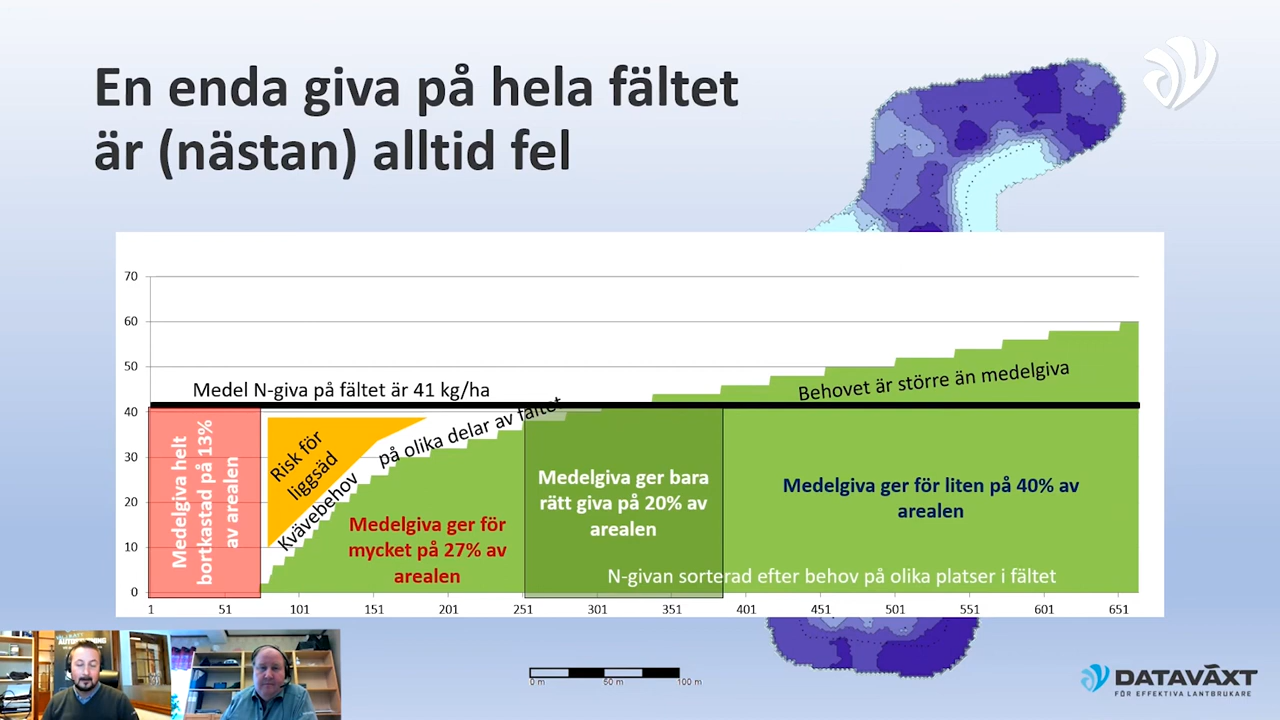 En enda giva på hela fältet
är (nästan) alltid fel
70
60
50
40
30
20
10
0
Medel N-giva på fältet är 41 kg/ha
Behovet är större än medelgiva
Medelgiva helt
bortkastad på 13%
av arealen
Risk för
liggsäd
Kvävebehov
på olika delar av fältet
Medelgiva ger för
mycket på 27% av
arealen
Medelgiva ger bara
rätt giva på 20% av
arealen
Medelgiva ger för liten på 40% av
arealen
N-givan sorterad efter behov på olika platser i fältet
1 51 101 151 201 251 301 351 401 451 501 551 601 651
0 m 50 m 100 m
DATAVÄXT
FÖR EFFEKTIVA LANTBRUKARE